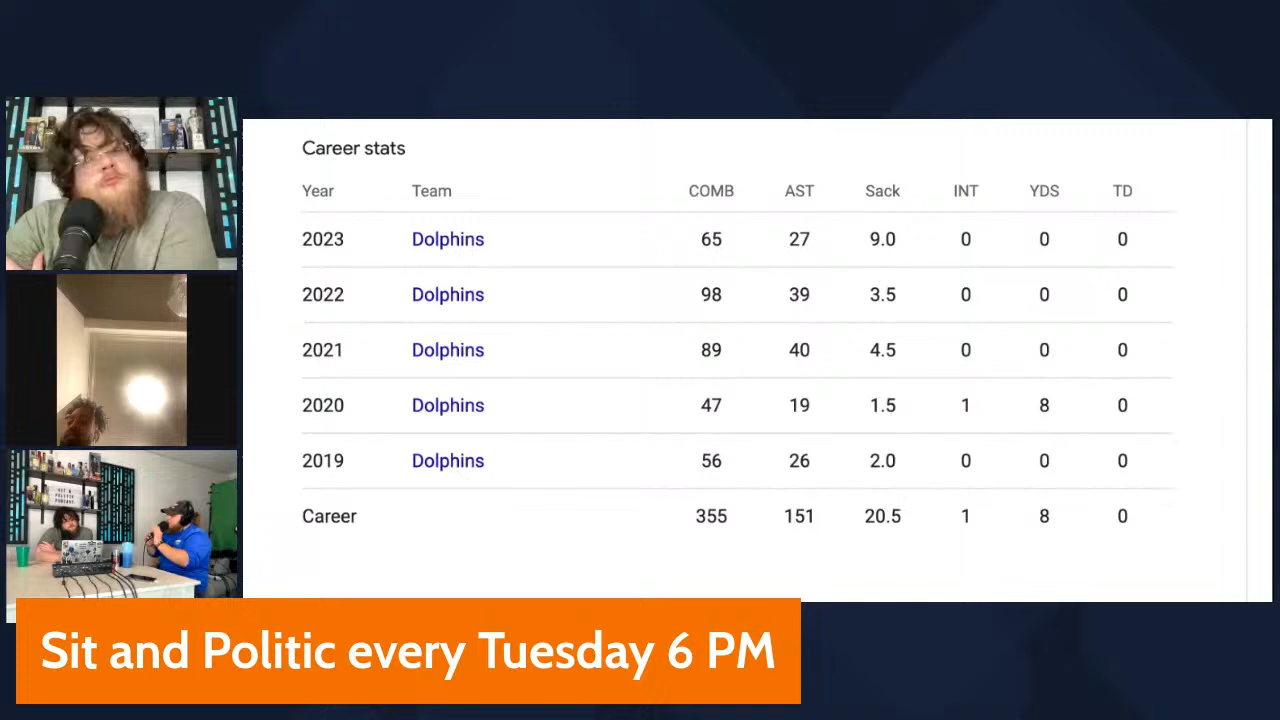 Career stats
Year Team COMB AST Sack INT YDS TD
2023 Dolphins 65 27 9.0 0 0 0
2022 Dolphins 98 39 3.5 0 0 0
2021 Dolphins 89 40 4.5 0 0 0
2020 Dolphins 47 19 1.5 1 8 0
2019 Dolphins 56 26 2.0 0 0 0
Career 355 151 20.5 1 8 0
SIT &
POLITIC
PODCAST
Sit and Politic every Tuesday 6 PM